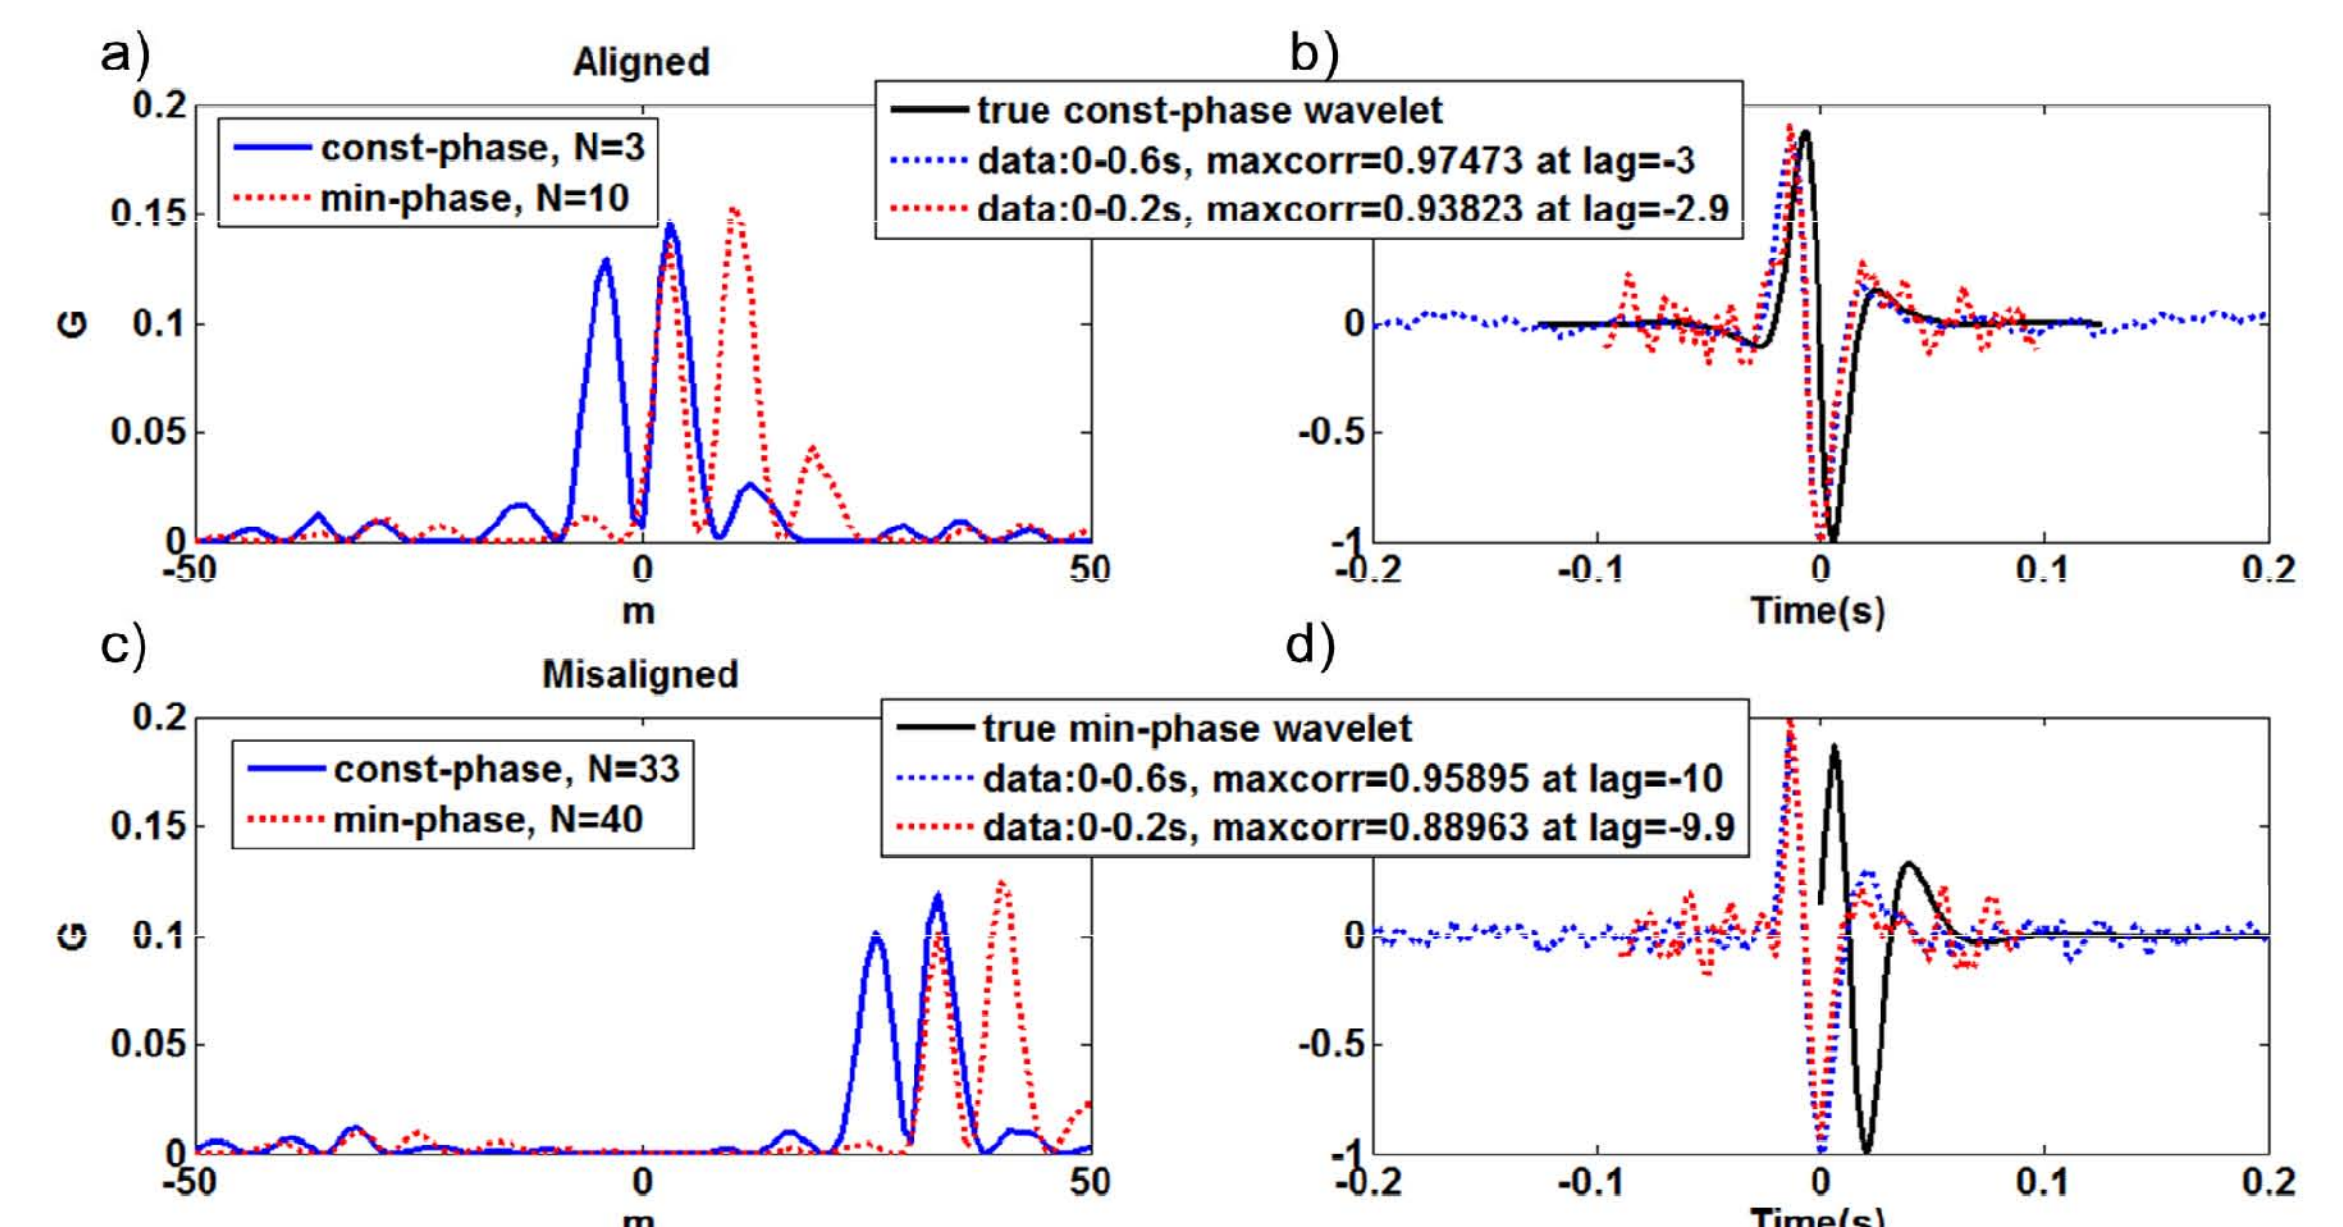 a)
Aligned
0.2
0.15
0.1
0.05
0
G
const-phase, N=3
min-phase, N=10
-50
0
50
m
b)
true const-phase wavelet
data:0-0.6s, maxcorr=0.97473 at lag=-3
data:0-0.2s, maxcorr=0.93823 at lag=-2.9
0
-0.5
-1
-0.2
-0.1
0
0.1
0.2
Time(s)
c)
Misaligned
0.2
0.15
0.1
0.05
0
G
const-phase, N=33
min-phase, N=40
-50
0
50
m
d)
true min-phase wavelet
data:0-0.6s, maxcorr=0.95895 at lag=-10
data:0-0.2s, maxcorr=0.88963 at lag=-9.9
0
-0.5
-1
-0.2
-0.1
0
0.1
0.2
Time(s)